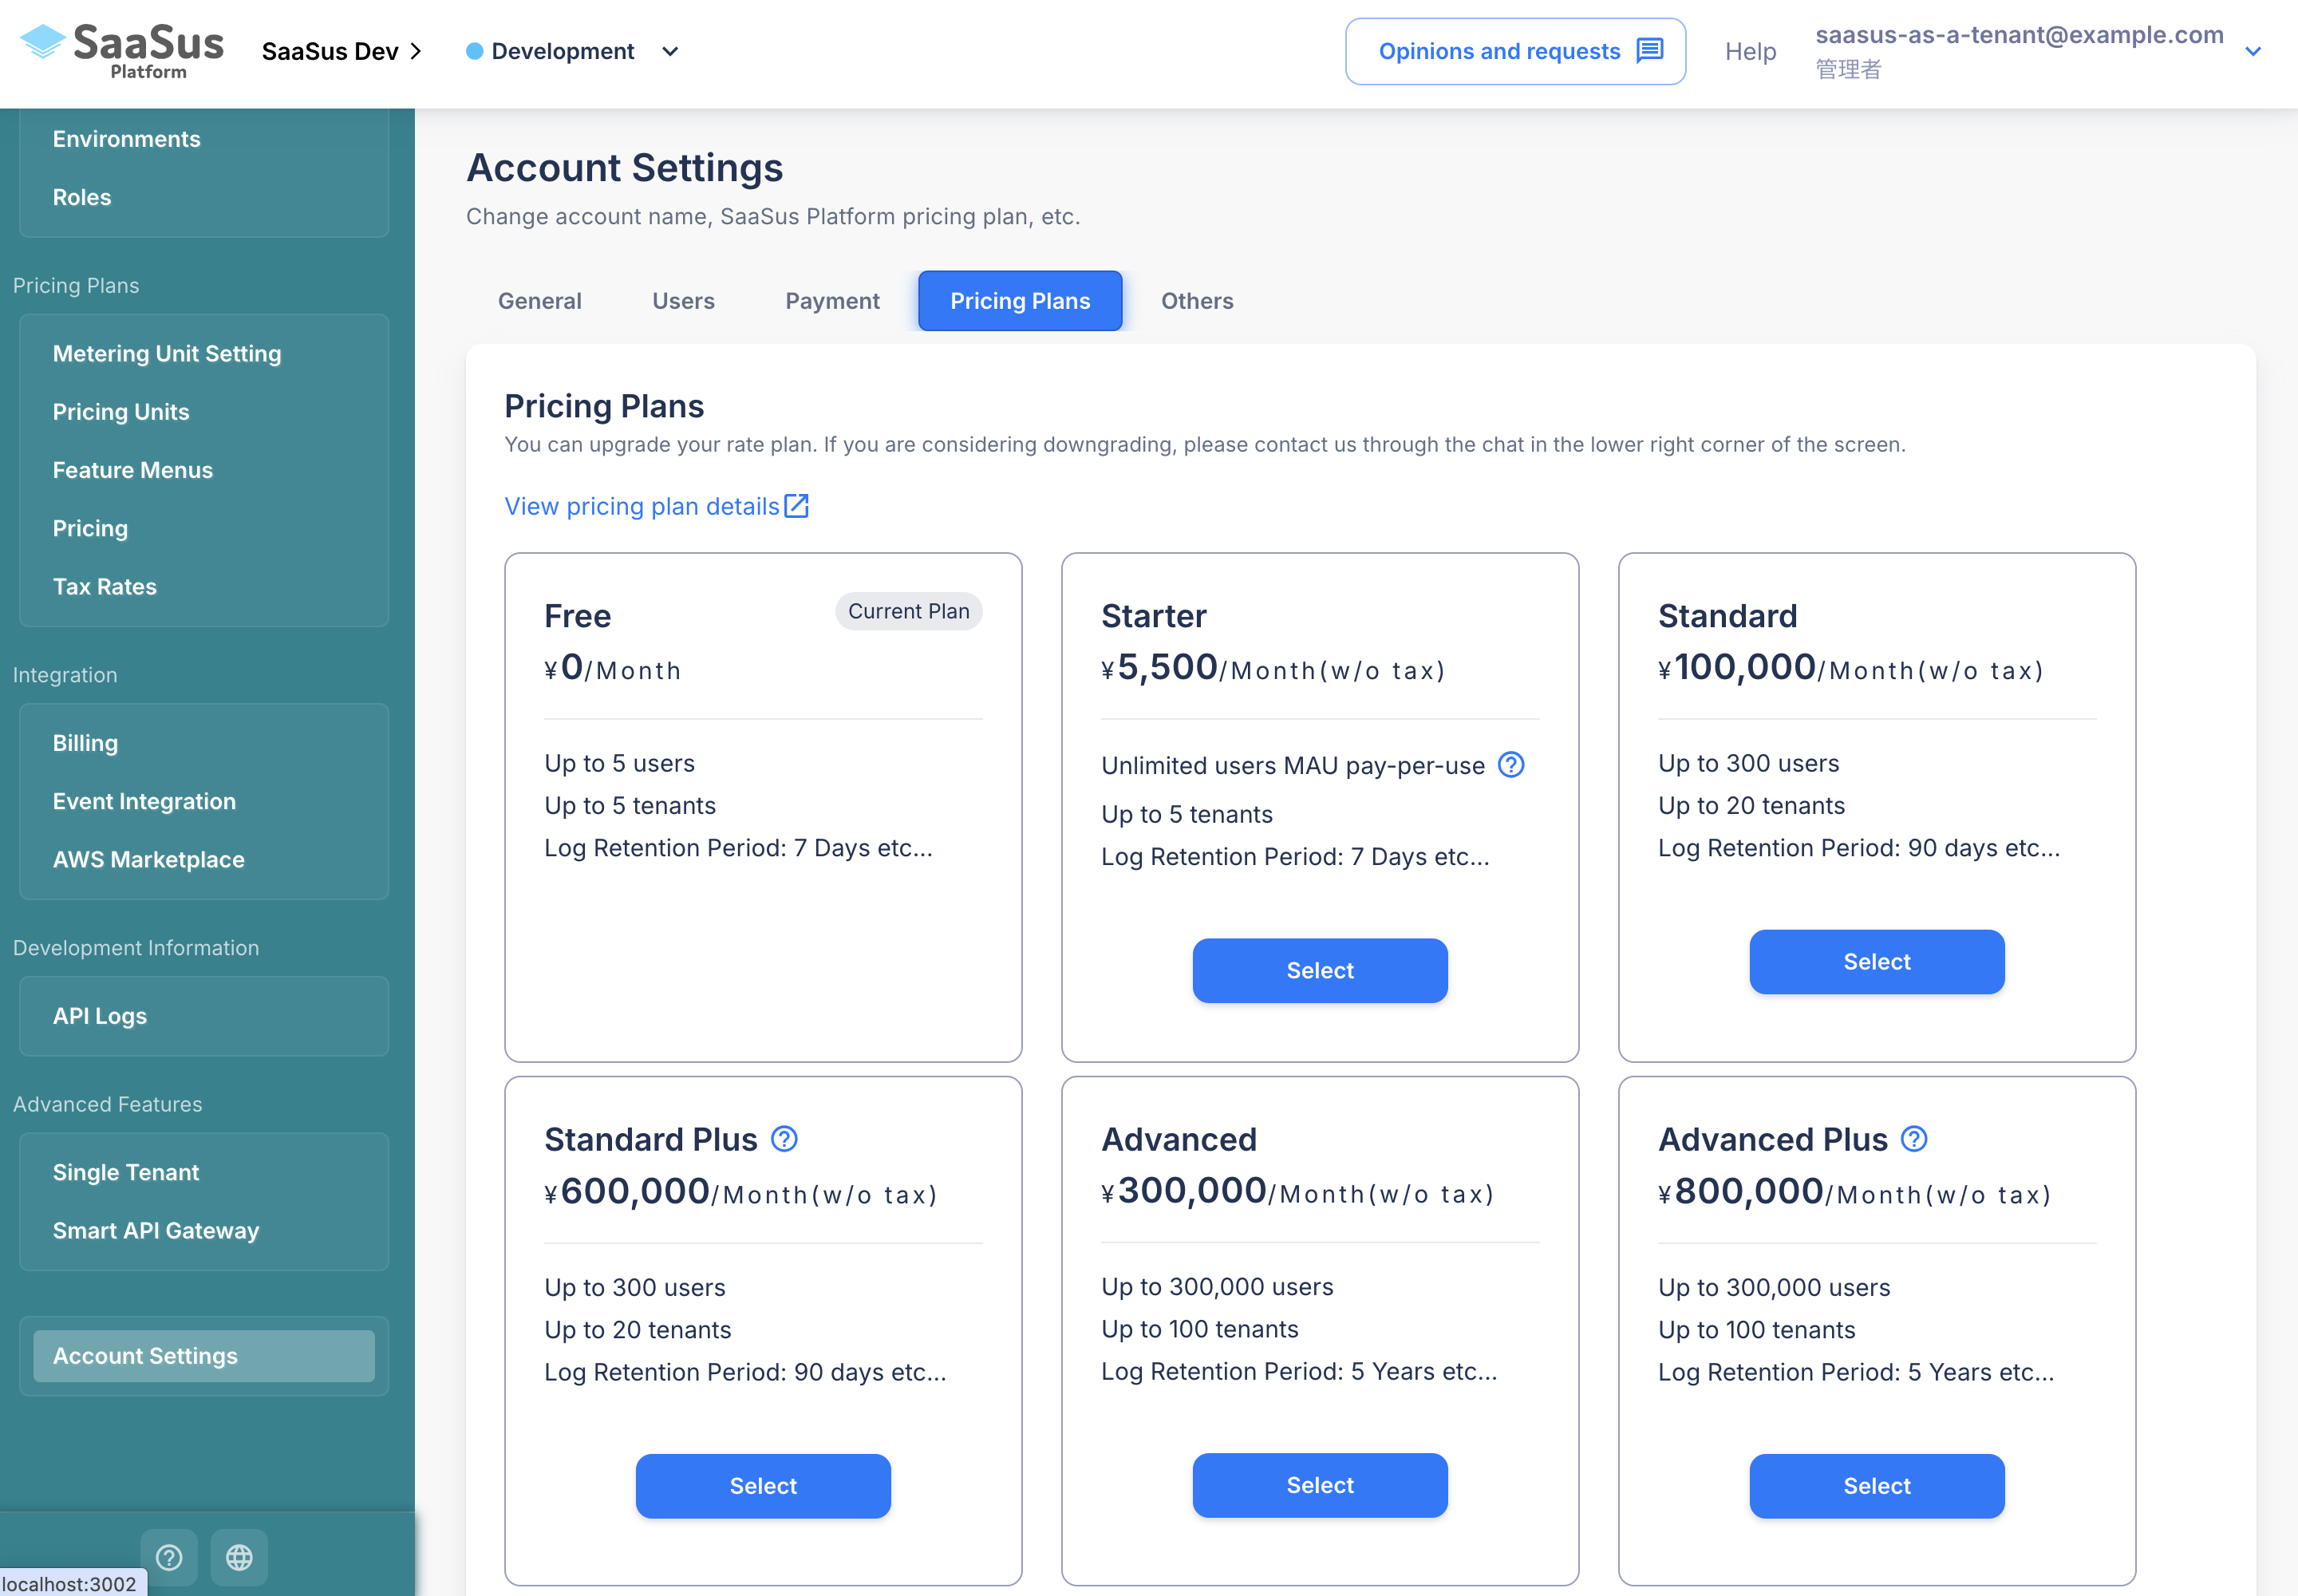 SaaSus
Platform
SaaSus Dev
Development
Opinions and requests
Help
saasus-as-a-tenant@example.com
管理者
Environments
Roles
Pricing Plans
Metering Unit Setting
Pricing Units
Feature Menus
Pricing
Tax Rates
Integration
Billing
Event Integration
AWS Marketplace
Development Information
API Logs
Advanced Features
Single Tenant
Smart API Gateway
Account Settings
localhost:3002
Account Settings
Change account name, SaaSus Platform pricing plan, etc.
General
Users
Payment
Pricing Plans
Others
Pricing Plans
You can upgrade your rate plan. If you are considering downgrading, please contact us through the chat in the lower right corner of the screen.
View pricing plan details
Free
Current Plan
¥0/Month
Up to 5 users
Up to 5 tenants
Log Retention Period: 7 Days etc...
Starter
¥5,500/Month(w/o tax)
Unlimited users MAU pay-per-use
Up to 5 tenants
Log Retention Period: 7 Days etc...
Select
Standard
¥100,000/Month(w/o tax)
Up to 300 users
Up to 20 tenants
Log Retention Period: 90 days etc...
Select
Standard Plus
¥600,000/Month(w/o tax)
Up to 300 users
Up to 20 tenants
Log Retention Period: 90 days etc...
Select
Advanced
¥300,000/Month(w/o tax)
Up to 300,000 users
Up to 100 tenants
Log Retention Period: 5 Years etc...
Select
Advanced Plus
¥800,000/Month(w/o tax)
Up to 300,000 users
Up to 100 tenants
Log Retention Period: 5 Years etc...
Select